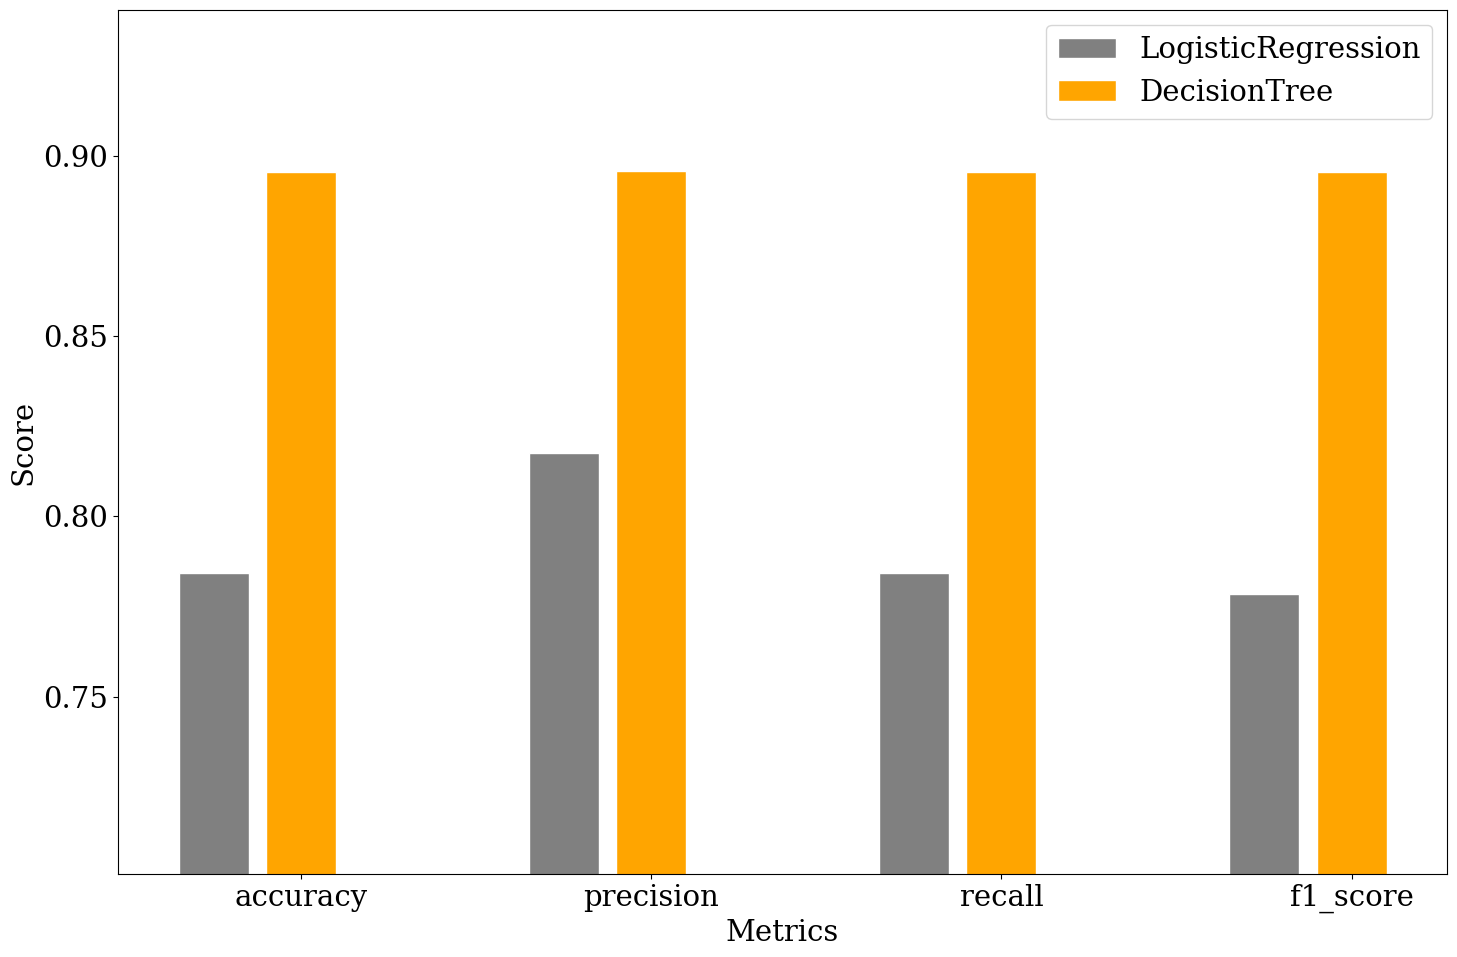 LogisticRegression
DecisionTree
0.90
0.85
0.80
0.75
Score
accuracy precision recall f1_score
Metrics